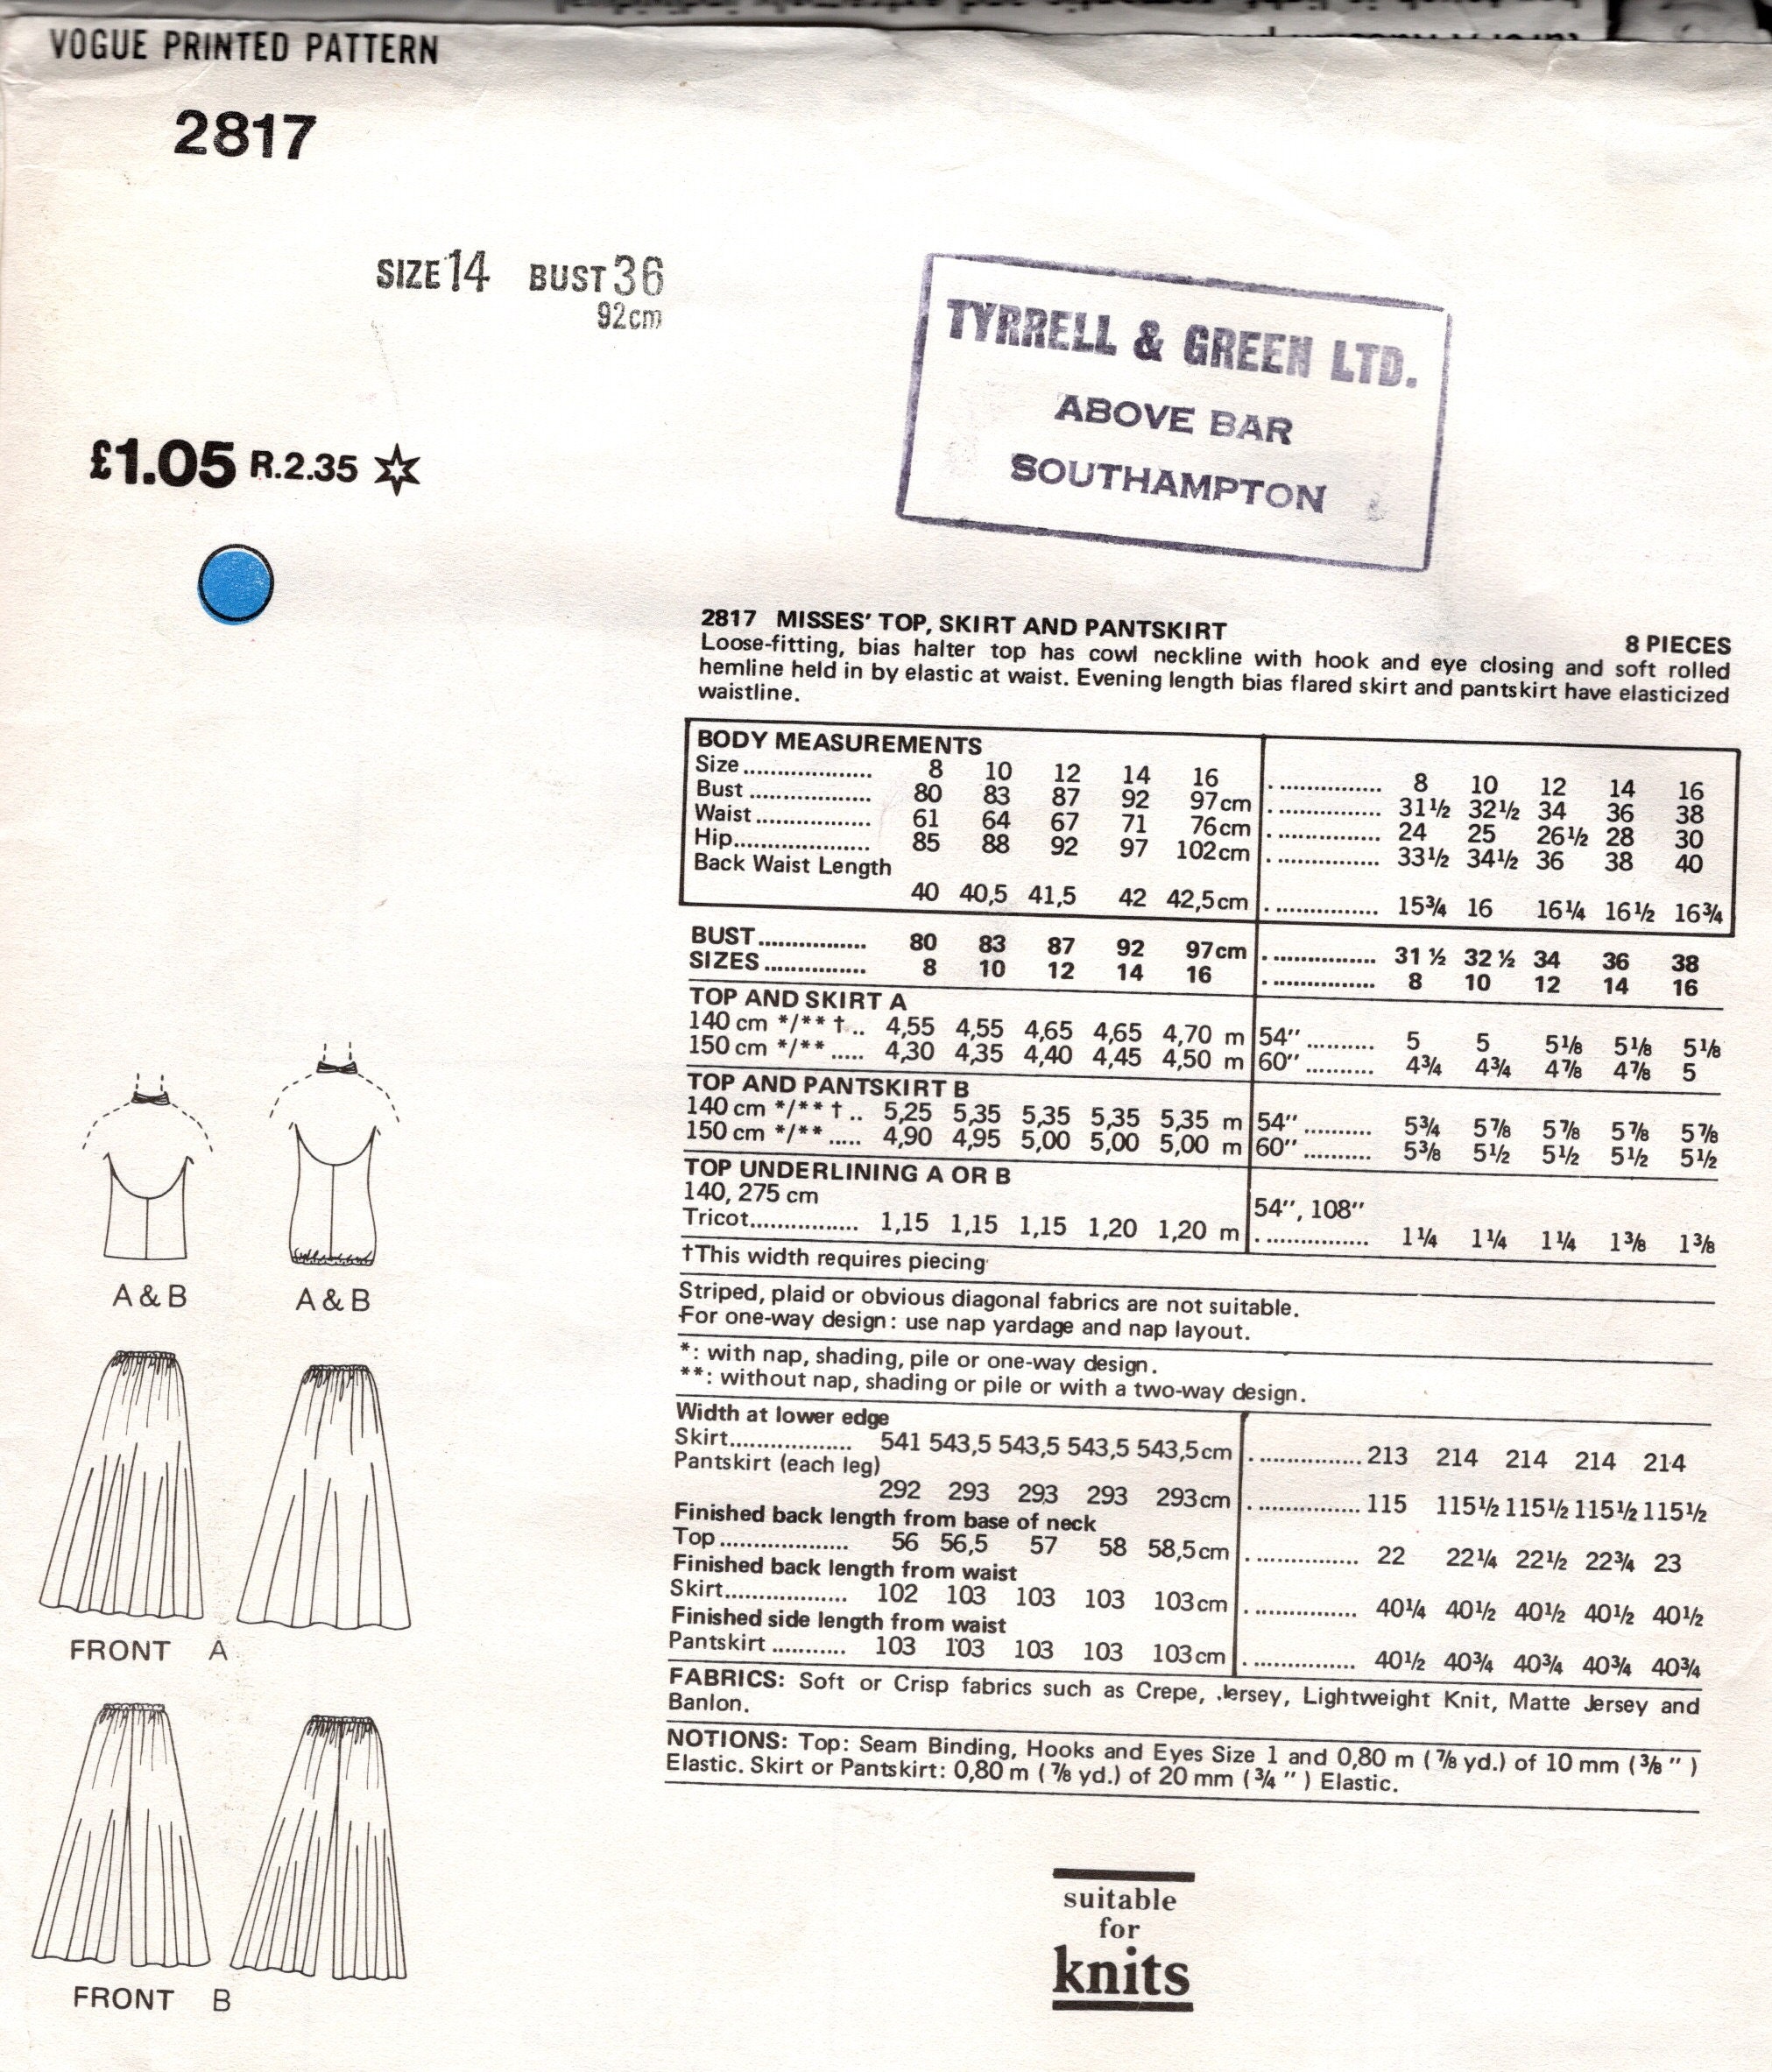 VOGUE PRINTED PATTERN
2817
SIZE 14 BUST 36
92cm
TYRRELL & GREEN LTD.
ABOVE BAR
SOUTHAMPTON
£1.05 R.2.35
2817 MISSES' TOP, SKIRT AND PANTSKIRT 8 PIECES
Loose-fitting, bias halter top has cowl neckline with hook and eye closing and soft rolled
hemline held in by elastic at waist. Evening length bias flared skirt and pantskirt have elasticized
waistline.
BODY MEASUREMENTS
Size .................. 8 10 12 14 16 ............... 8 10 12 14 16
Bust .................. 80 83 87 92 97cm ............... 31½ 32½ 34 36 38
Waist ................. 61 64 67 71 76cm ............... 24 25 26½ 28 30
Hip .................... 85 88 92 97 102cm ............... 33½ 34½ 36 38 40
Back Waist Length
40 40,5 41,5 42 42,5cm ............... 15¾ 16 16¼ 16½ 16¾
BUST ................ 80 83 87 92 97cm ............... 31 ½ 32 ½ 34 36 38
SIZES ............... 8 10 12 14 16 ............... 8 10 12 14 16
TOP AND SKIRT A
140 cm */** † .. 4,55 4,55 4,65 4,65 4,70 m 54" .......... 5 5 5⅛ 5⅛ 5⅛
150 cm */** ..... 4,30 4,35 4,40 4,45 4,50 m 60" .......... 4¾ 4¾ 4⅞ 4⅞ 5
TOP AND PANTSKIRT B
140 cm */** † .. 5,25 5,35 5,35 5,35 5,35 m 54" .......... 5¾ 5⅞ 5⅞ 5⅞ 5⅞
150 cm */** ..... 4,90 4,95 5,00 5,00 5,00 m 60" .......... 5⅜ 5½ 5½ 5½ 5½
TOP UNDERLINING A OR B
140, 275 cm 54", 108"
Tricot ................ 1,15 1,15 1,15 1,20 1,20 m ............... 1¼ 1¼ 1¼ 1⅜ 1⅜
†This width requires piecing
Striped, plaid or obvious diagonal fabrics are not suitable.
For one-way design: use nap yardage and nap layout.
*: with nap, shading, pile or one-way design.
**: without nap, shading or pile or with a two-way design.
Width at lower edge
Skirt .................. 541 543,5 543,5 543,5 543,5cm ............... 213 214 214 214 214
Pantskirt (each leg)
292 293 293 293 293cm ............... 115 115½ 115½ 115½ 115½
Finished back length from base of neck
Top ................... 56 56,5 57 58 58,5cm ............... 22 22¼ 22½ 22¾ 23
Finished back length from waist
Skirt .................. 102 103 103 103 103cm ............... 40¼ 40½ 40½ 40½ 40½
Finished side length from waist
Pantskirt ........... 103 103 103 103 103cm ............... 40½ 40¾ 40¾ 40¾ 40¾
FABRICS: Soft or Crisp fabrics such as Crepe, Jersey, Lightweight Knit, Matte Jersey and
Banlon.
NOTIONS: Top: Seam Binding, Hooks and Eyes Size 1 and 0,80 m (⅞ yd.) of 10 mm (⅜ ")
Elastic. Skirt or Pantskirt: 0,80 m (⅞ yd.) of 20 mm (¾ ") Elastic.
A & B A & B
FRONT A
FRONT B
suitable
for
knits